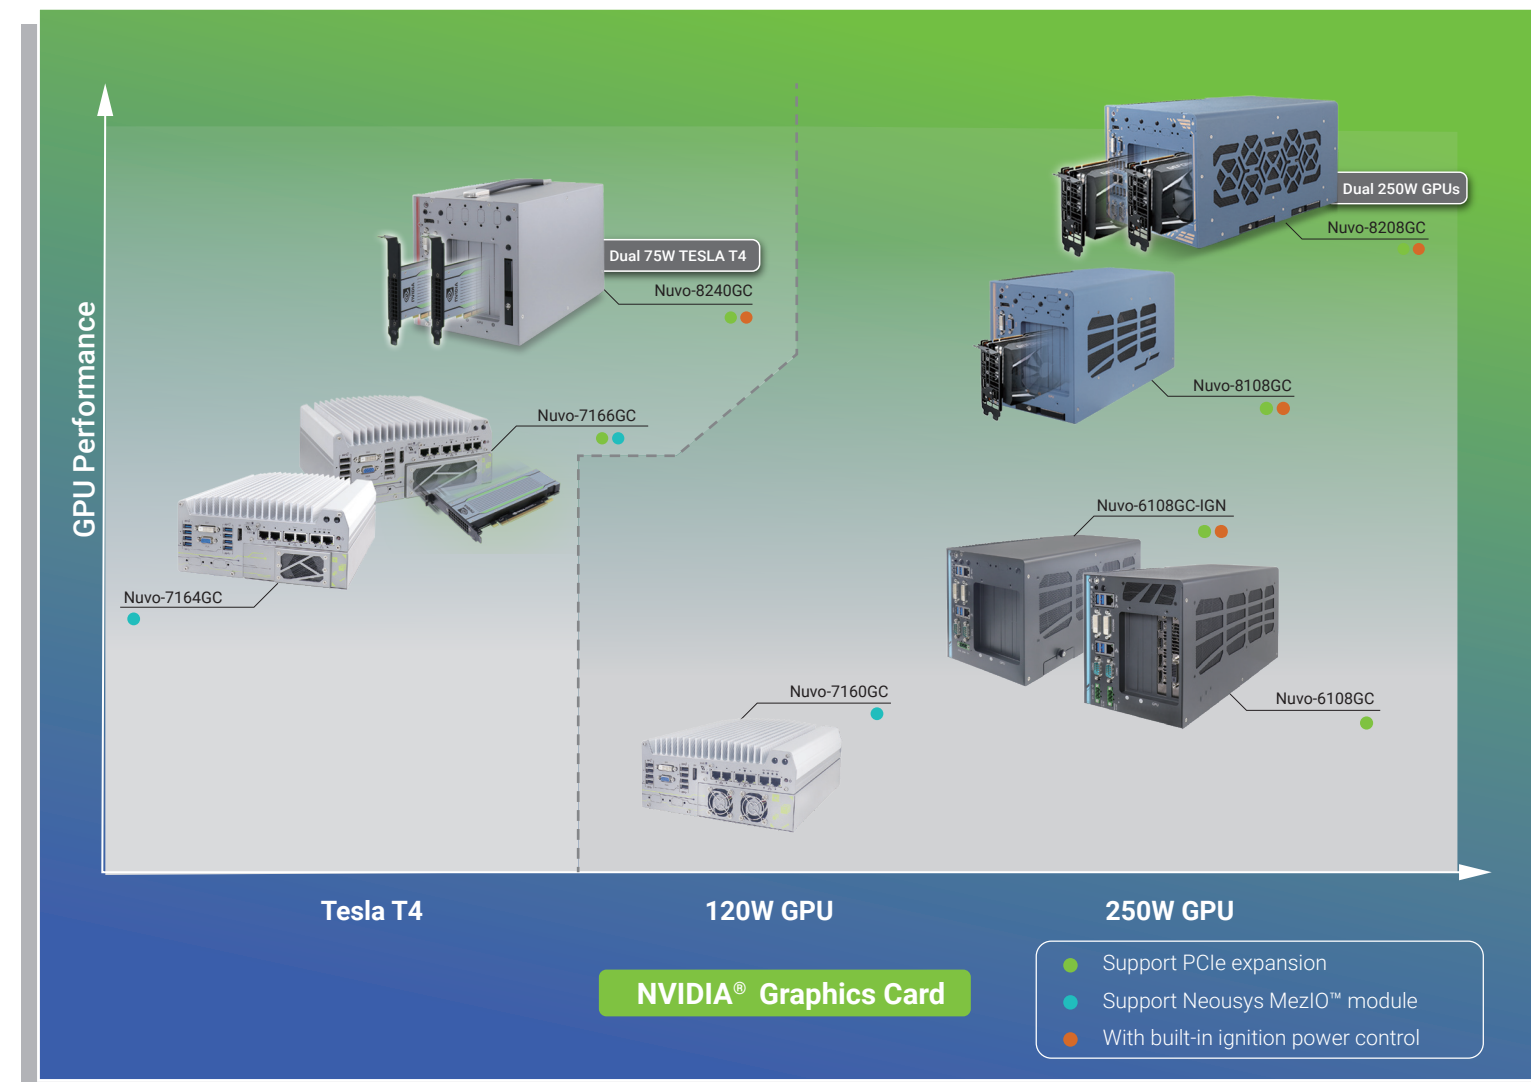 Dual 250W GPUs
Nuvo-8208GC
Dual 75W TESLA T4
Nuvo-8240GC
Nuvo-8108GC
Nuvo-7166GC
Nuvo-6108GC-IGN
Nuvo-7164GC
Nuvo-7160GC
Nuvo-6108GC
GPU Performance
Tesla T4
120W GPU
250W GPU
NVIDIA® Graphics Card
Support PCIe expansion
Support Neousys MezIO™ module
With built-in ignition power control